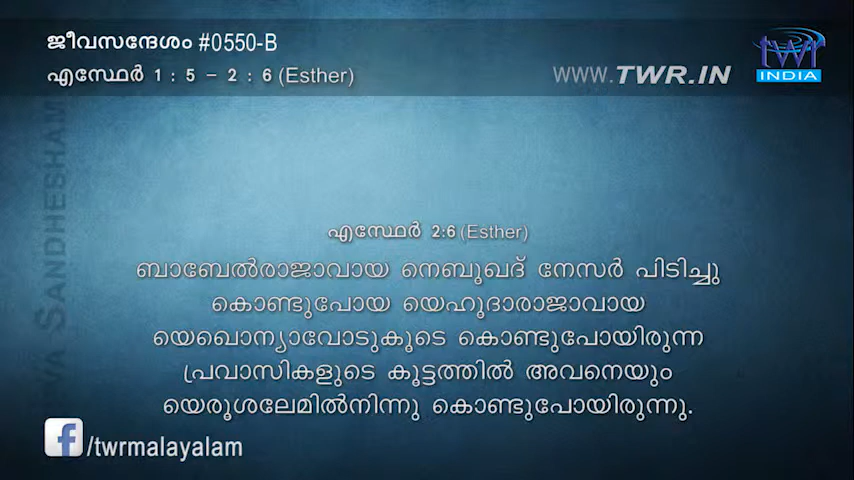 ജീവസന്ദേശം #0550-B
എസ്ഥേർ 1 : 5 – 2 : 6 (Esther)
WWW.TWR.IN
twr
INDIA
SANDHESHAM
എസ്ഥേർ 2:6 (Esther)
ബാബേൽരാജാവായ നെബൂഖദ് നേസർ പിടിച്ചു
കൊണ്ടുപോയ യെഹൂദാരാജാവായ
യെഖൊന്യാവോടുകൂടെ കൊണ്ടുപോയിരുന്ന
പ്രവാസികളുടെ കൂട്ടത്തിൽ അവനെയും
യെരൂശലേമിൽനിന്നു കൊണ്ടുപോയിരുന്നു.
/twrmalayalam